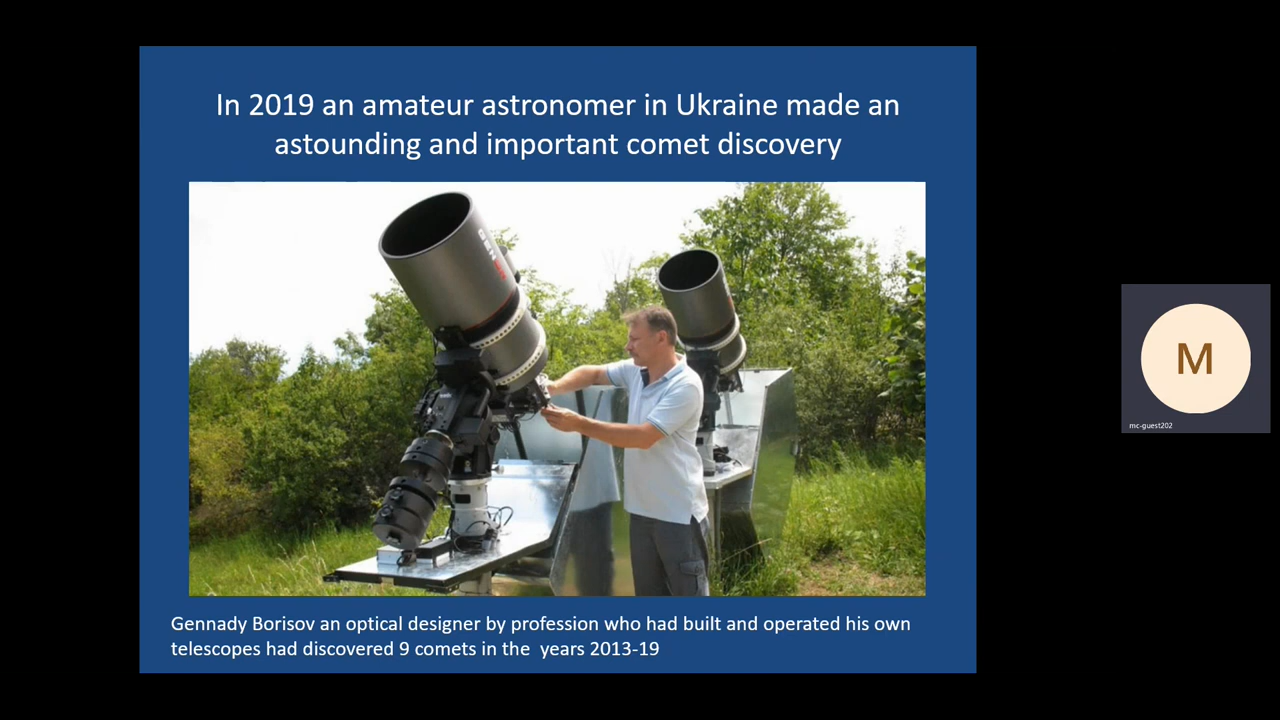 In 2019 an amateur astronomer in Ukraine made an
astounding and important comet discovery
Gennady Borisov an optical designer by profession who had built and operated his own
telescopes had discovered 9 comets in the  years 2013-19
M
mc-guest202